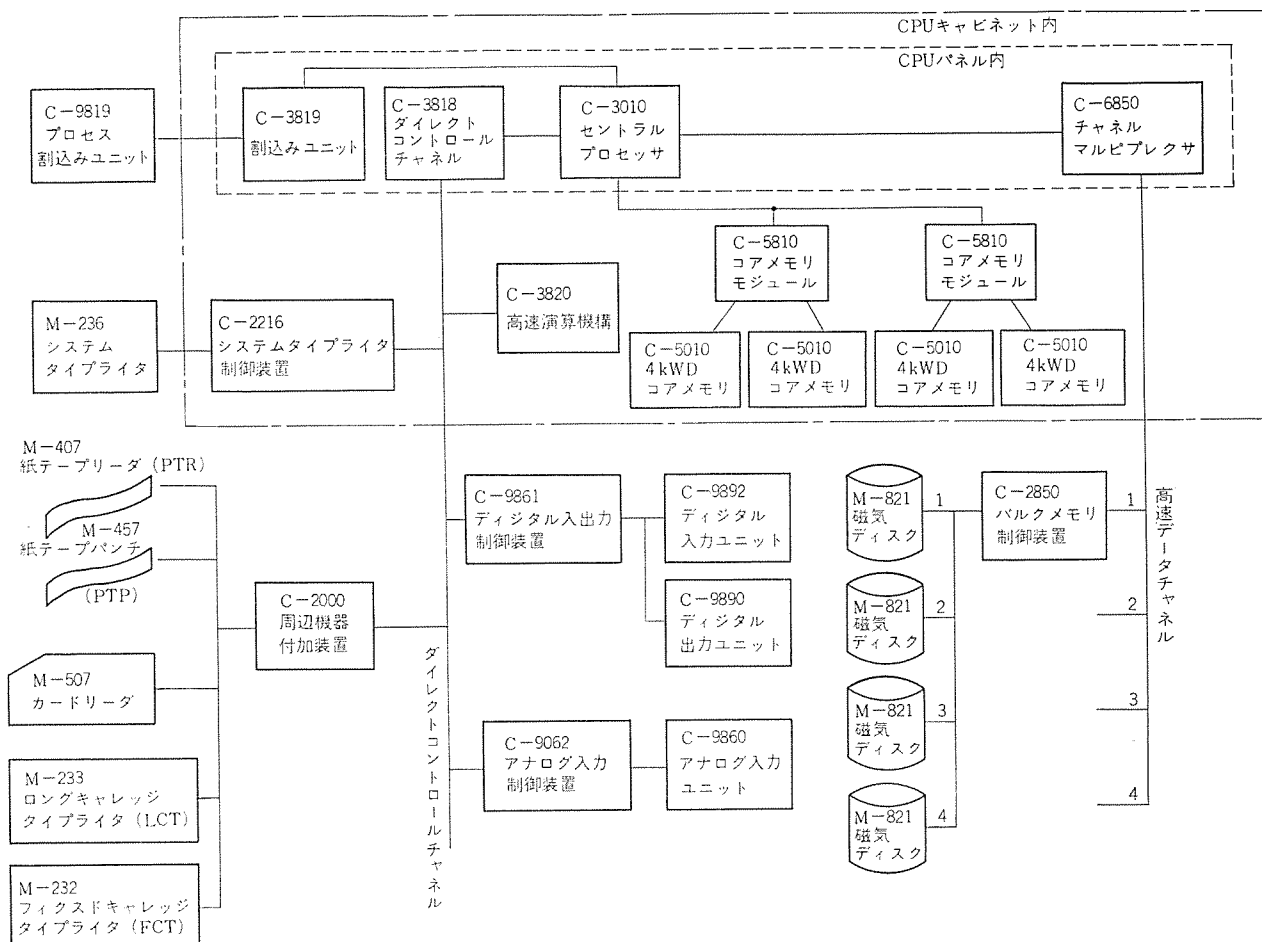 CPUキャビネット内
CPUパネル内
C-9819
プロセス
割込みユニット
C-3819
割込みユニット
C-3818
ダイレクト
コントロール
チャネル
C-3010
セントラル
プロセッサ
C-6850
チャネル
マルピプレクサ
C-5810
コアメモリ
モジュール
C-5810
コアメモリ
モジュール
C-3820
高速演算機構
M-236
システム
タイプライタ
C-2216
システムタイプライタ
制御装置
C-5010
4kWD
コアメモリ
C-5010
4kWD
コアメモリ
C-5010
4kWD
コアメモリ
C-5010
4kWD
コアメモリ
M-407
紙テープリーダ(PTR)
M-457
紙テープパンチ
(PTP)
C-2000
周辺機器
付加装置
M-507
カードリーダ
M-233
ロングキャレッジ
タイプライタ(LCT)
M-232
フィクスドキャレッジ
タイプライタ(FCT)
ダイレクトコントロールチャネル
C-9861
ディジタル入出力
制御装置
C-9892
ディジタル
入力ユニット
C-9890
ディジタル
出力ユニット
C-9062
アナログ入力
制御装置
C-9860
アナログ入力
ユニット
M-821
磁気
ディスク
1
M-821
磁気
ディスク
2
M-821
磁気
ディスク
3
M-821
磁気
ディスク
4
C-2850
バルクメモリ
制御装置
1
2
3
4
高速データチャネル